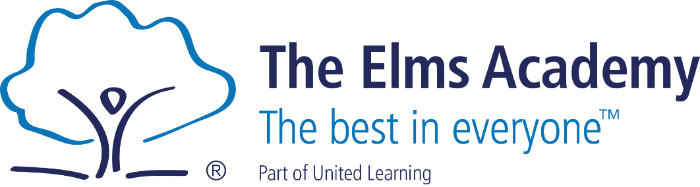 The Elms Academy
The best in everyone™
® Part of United Learning